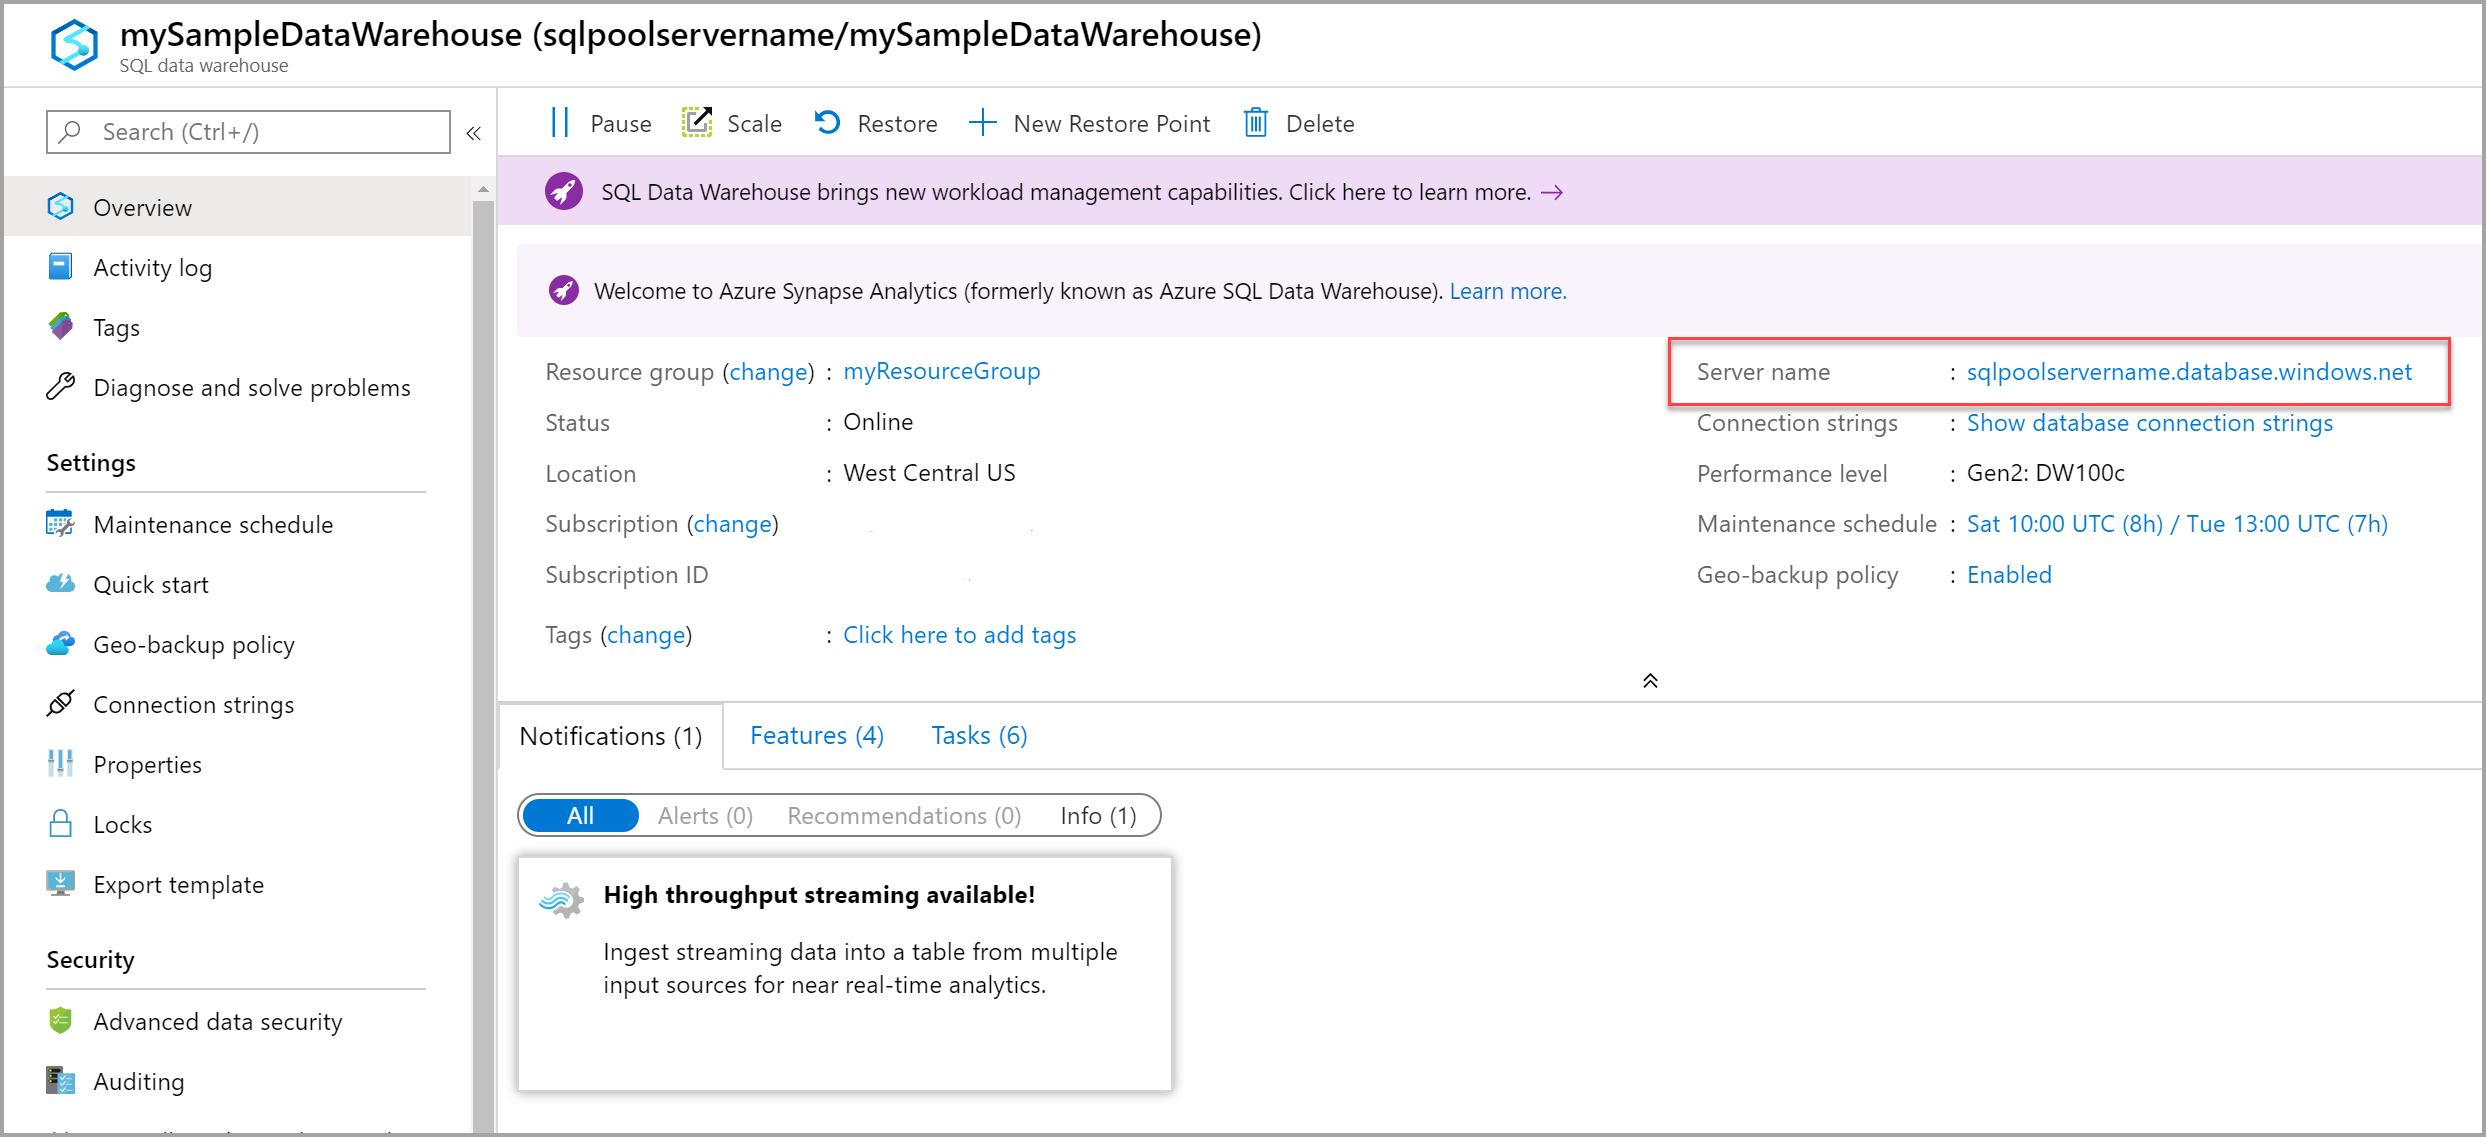 mySampleDataWarehouse (sqlpoolservername/mySampleDataWarehouse)
SQL data warehouse
Search (Ctrl+/)
«
Overview
Activity log
Tags
Diagnose and solve problems
Settings
Maintenance schedule
Quick start
Geo-backup policy
Connection strings
Properties
Locks
Export template
Security
Advanced data security
Auditing
Pause Scale Restore New Restore Point Delete
SQL Data Warehouse brings new workload management capabilities. Click here to learn more. →
Welcome to Azure Synapse Analytics (formerly known as Azure SQL Data Warehouse). Learn more.
Resource group (change) : myResourceGroup
Status : Online
Location : West Central US
Subscription (change)
Subscription ID
Tags (change) : Click here to add tags
Server name : sqlpoolservername.database.windows.net
Connection strings : Show database connection strings
Performance level : Gen2: DW100c
Maintenance schedule : Sat 10:00 UTC (8h) / Tue 13:00 UTC (7h)
Geo-backup policy : Enabled
Notifications (1) Features (4) Tasks (6)
All Alerts (0) Recommendations (0) Info (1)
High throughput streaming available!
Ingest streaming data into a table from multiple
input sources for near real-time analytics.